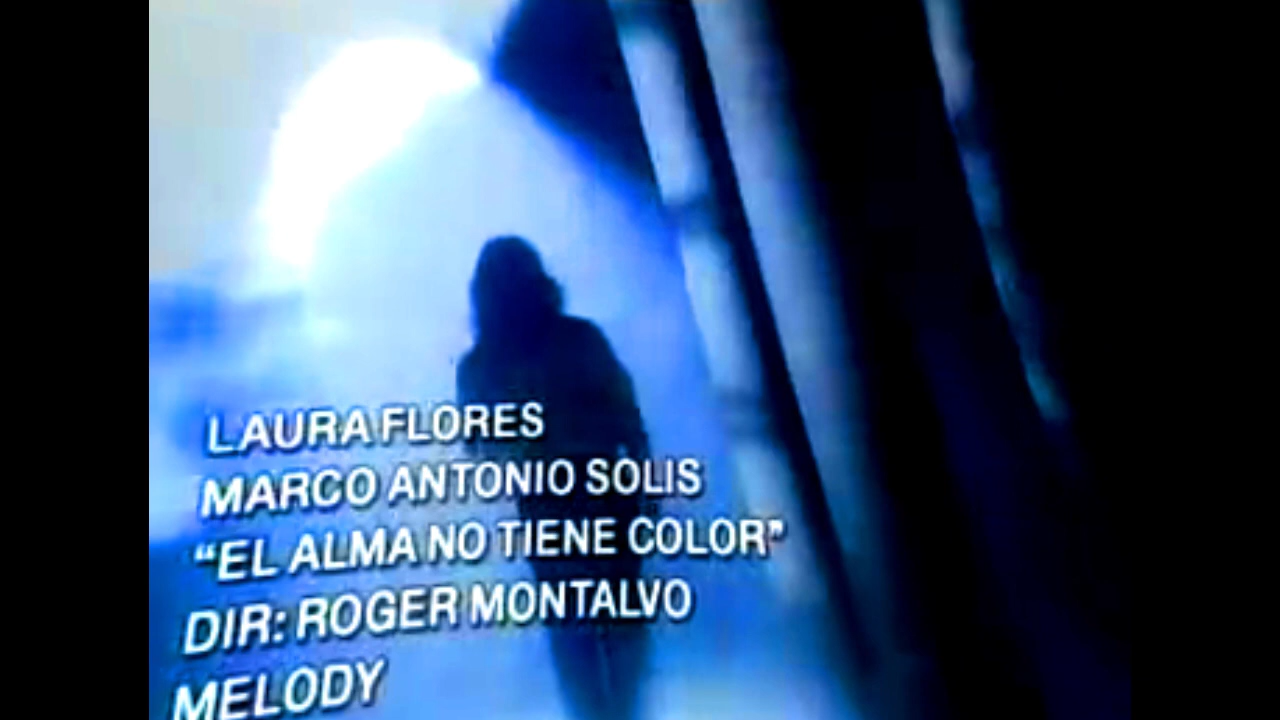 LAURA FLORES
MARCO ANTONIO SOLIS
“EL ALMA NO TIENE COLOR”
DIR: ROGER MONTALVO
MELODY